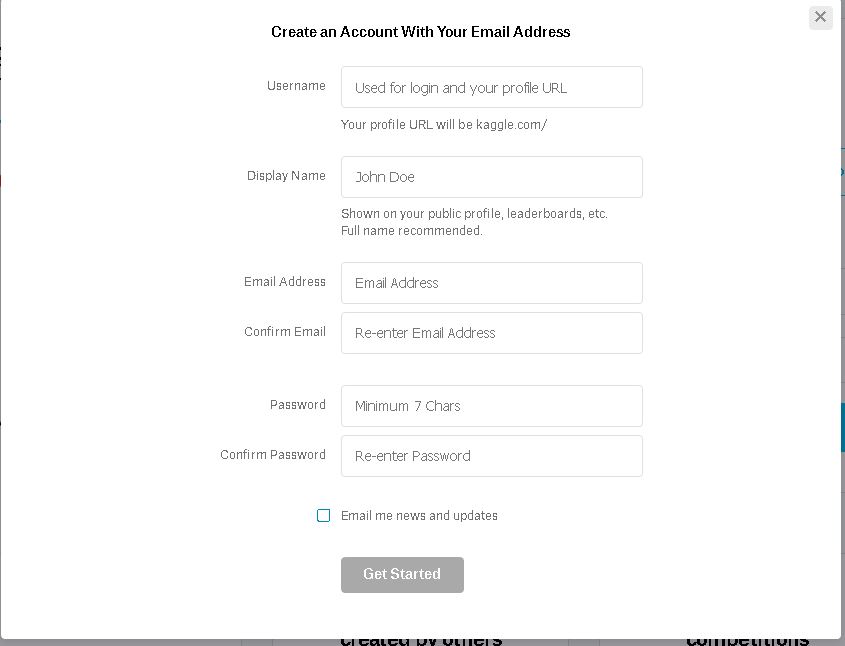 Create an Account With Your Email Address
Username
Used for login and your profile URL
Your profile URL will be kaggle.com/
Display Name
John Doe
Shown on your public profile, leaderboards, etc.
Full name recommended.
Email Address
Email Address
Confirm Email
Re-enter Email Address
Password
Minimum 7 Chars
Confirm Password
Re-enter Password
Email me news and updates
Get Started
created by others
competitions